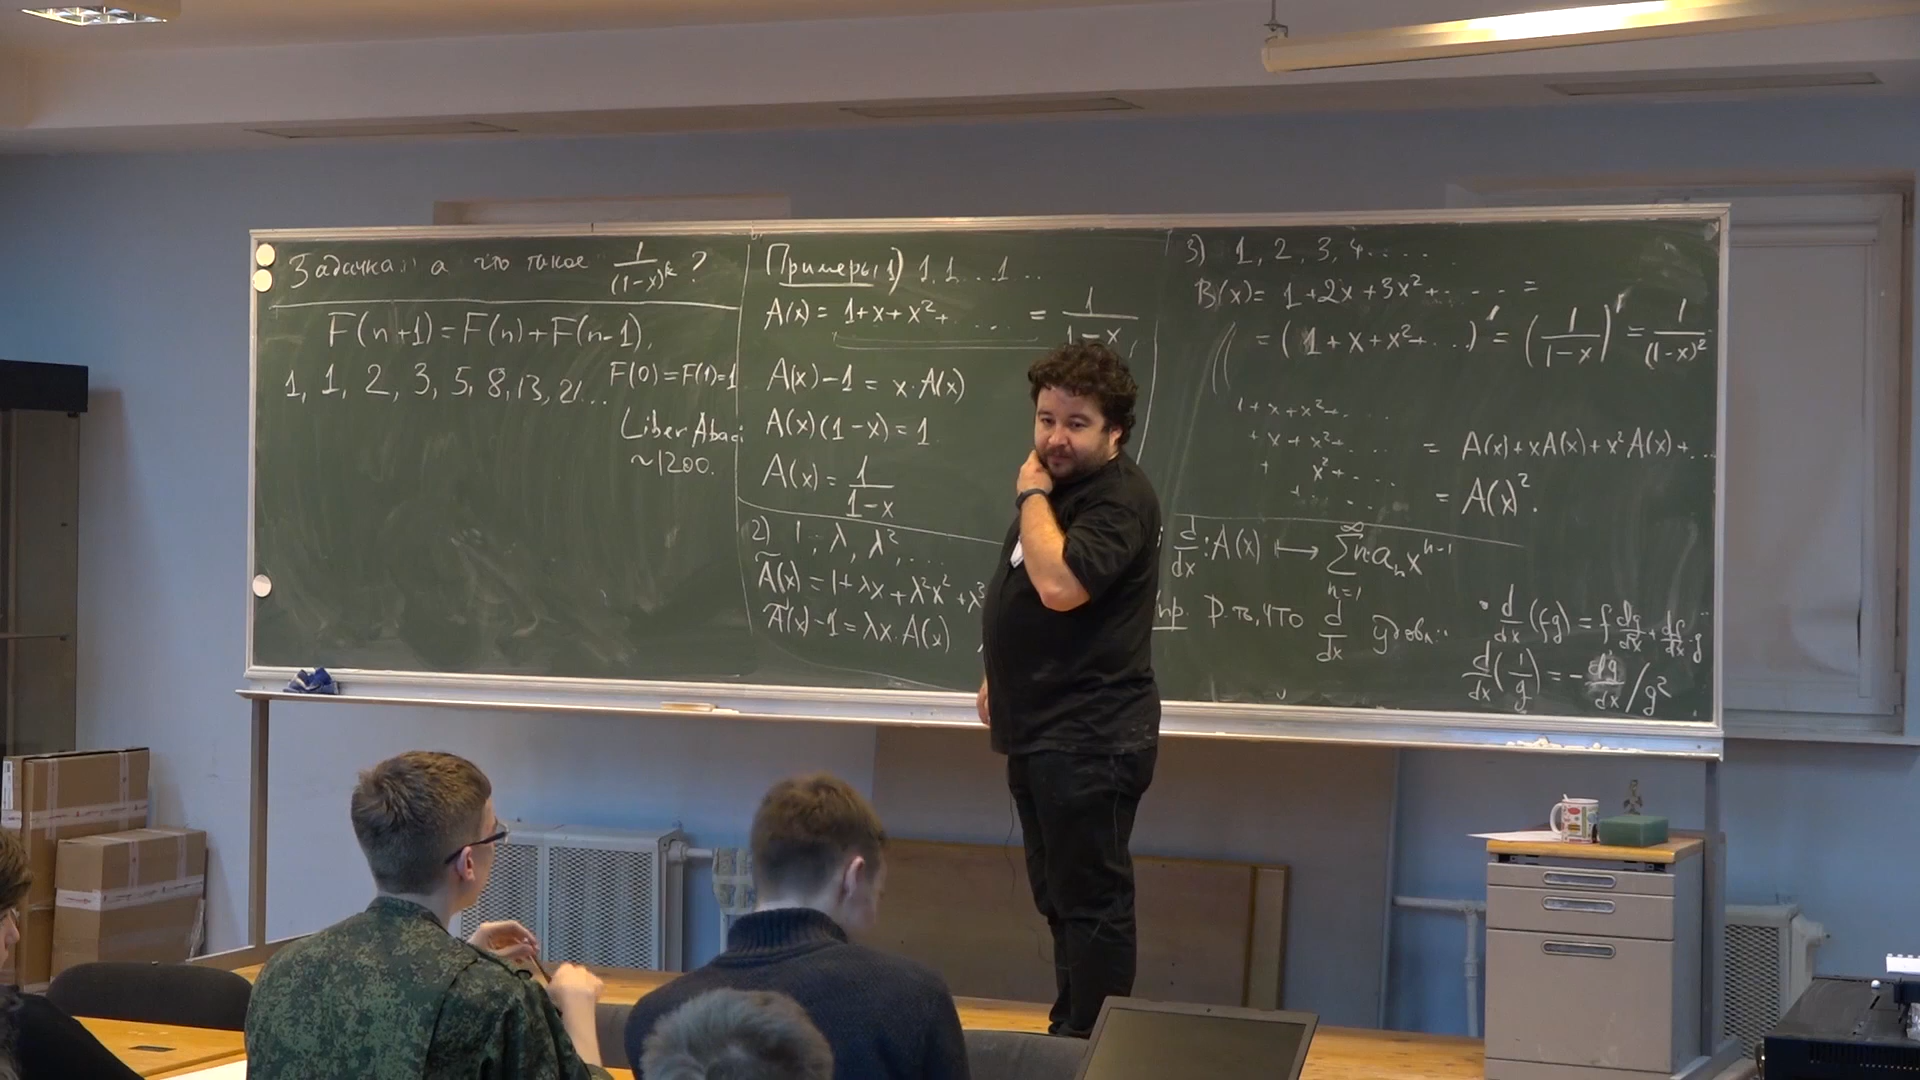 Задачка: а что такое 1/(1-x)^k ?
F(n+1) = F(n) + F(n-1),
1, 1, 2, 3, 5, 8, 13, 21...
F(0) = F(1) = 1
Liber Abaci
~1200.
Примеры 1) 1, 1, ... 1 ...
A(x) = 1 + x + x² + ..... = 1/(1-x),
A(x) - 1 = x · A(x)
A(x)(1-x) = 1
A(x) = 1/(1-x)
2) 1, λ, λ², ...
Ã(x) = 1 + λx + λ²x² + λ³
Ã(x) - 1 = λx · A(x)
3) 1, 2, 3, 4 .....
B(x) = 1 + 2x + 3x² + ..... =
= (1 + x + x² + ...)' = (1/(1-x))' = 1/(1-x)²
1 + x + x² + ....
+ x + x² + .... = A(x) + xA(x) + x²A(x) + ...
+ x² + ....
+ ..... = A(x)².
d/dx : A(x) ⟼ ∑_{n=1}^{∞} n·aₙx^{n-1}
Упр. Д-ть, что d/dx удовл.:
• d/dx (fg) = f dg/dx + df/dx · g
d/dx (1/g) = - dg/dx / g²